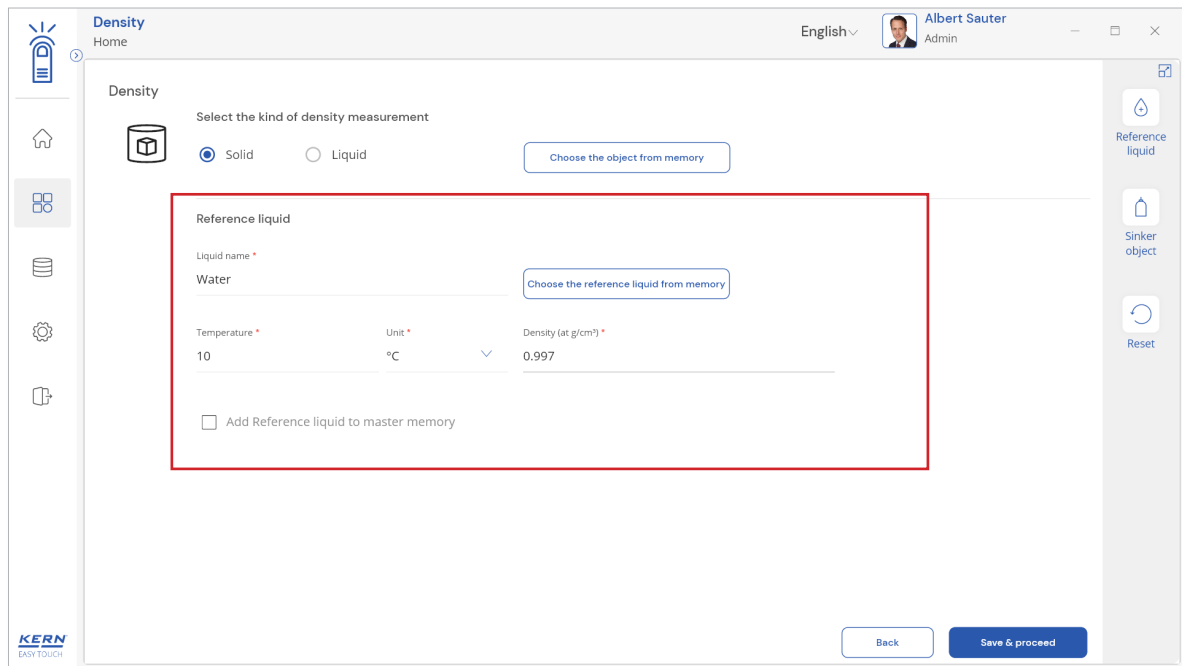 Density
Home
English
Albert Sauter
Admin
Density
Select the kind of density measurement
Solid
Liquid
Choose the object from memory
Reference liquid
Liquid name *
Water
Choose the reference liquid from memory
Temperature *
Unit *
Density (at g/cm³) *
10
°C
0.997
Add Reference liquid to master memory
Back
Save & proceed
Reference
liquid
Sinker
object
Reset
KERN
EASY TOUCH